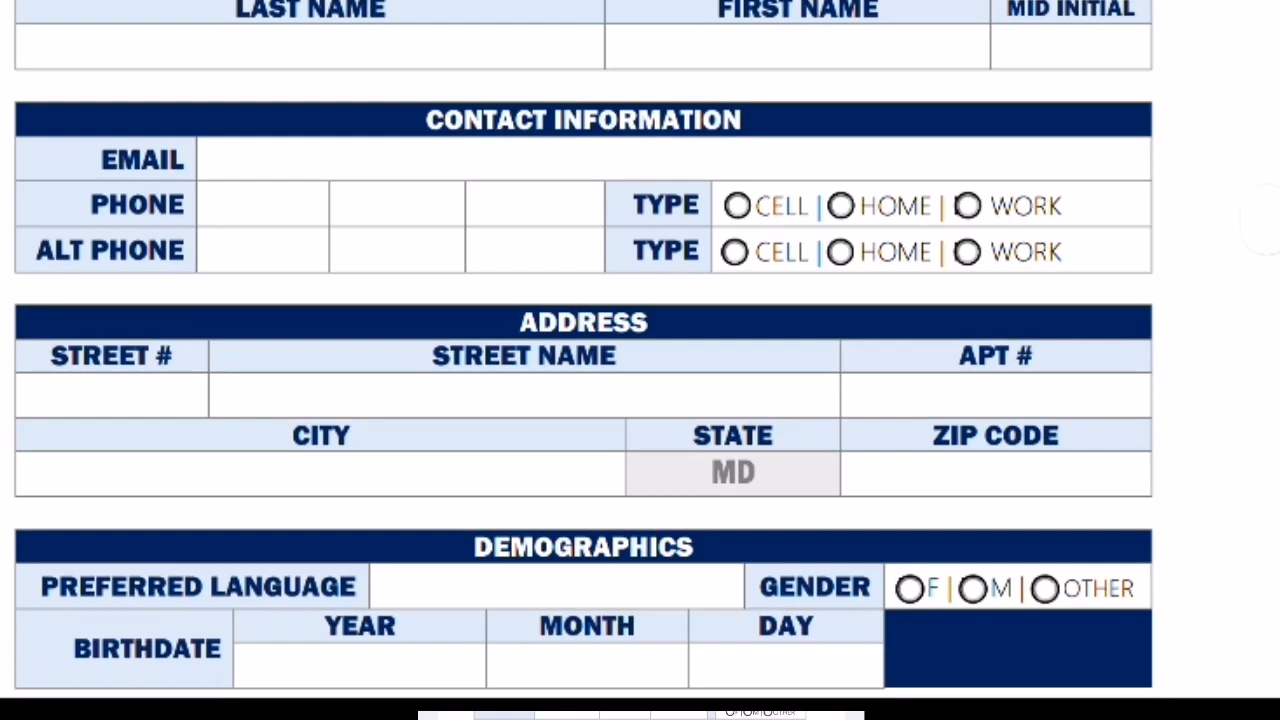 LAST NAME FIRST NAME MID INITIAL
CONTACT INFORMATION
EMAIL
PHONE TYPE CELL | HOME | WORK
ALT PHONE TYPE CELL | HOME | WORK
ADDRESS
STREET # STREET NAME APT #
CITY STATE ZIP CODE
MD
DEMOGRAPHICS
PREFERRED LANGUAGE GENDER F | M | OTHER
YEAR MONTH DAY
BIRTHDATE
F | M | OTHER